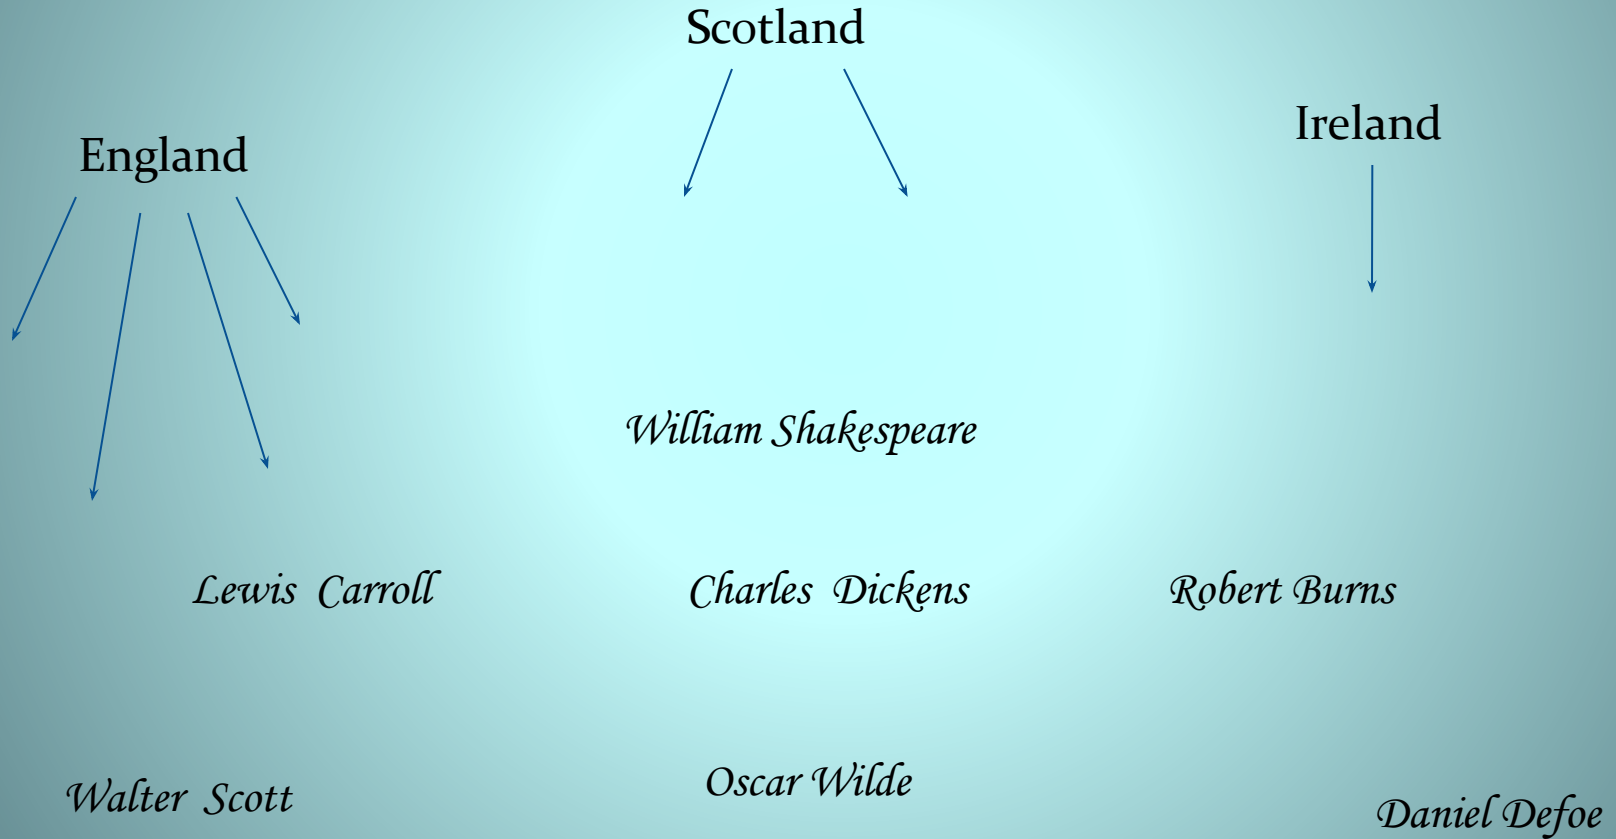 Scotland
Ireland
England
William Shakespeare
Lewis Carroll
Charles Dickens
Robert Burns
Oscar Wilde
Walter Scott
Daniel Defoe